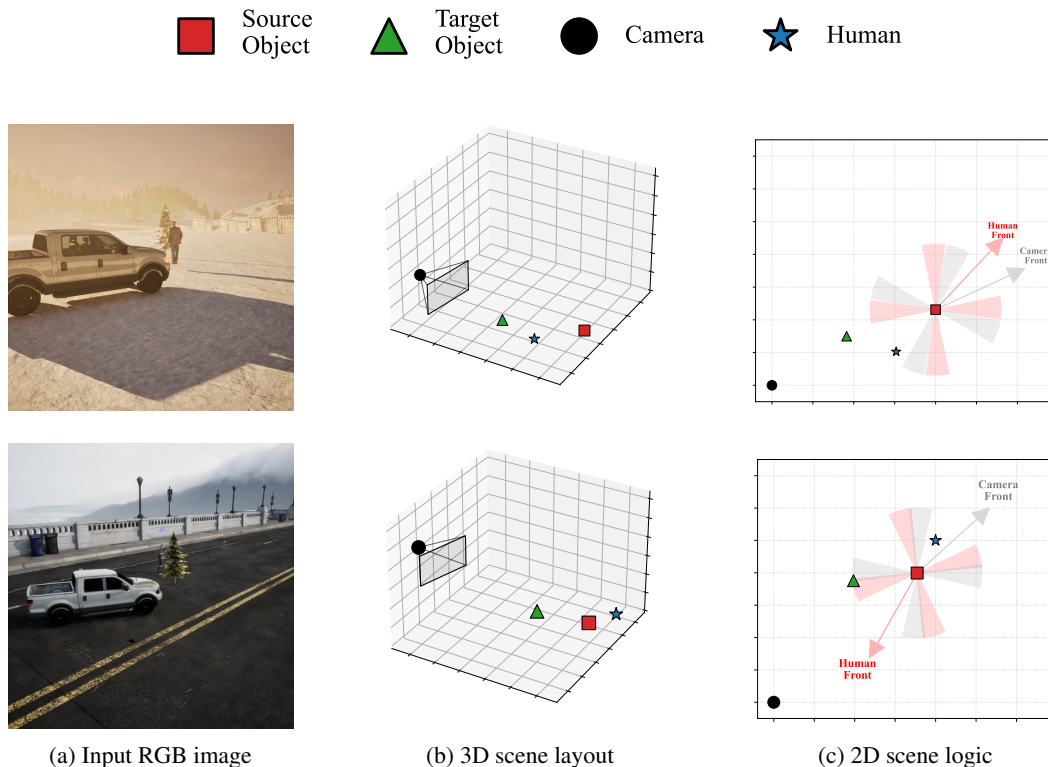 Source
Object
Target
Object
Camera
Human
Human
Front
Camera
Front
Camera
Front
Human
Front
(a) Input RGB image
(b) 3D scene layout
(c) 2D scene logic